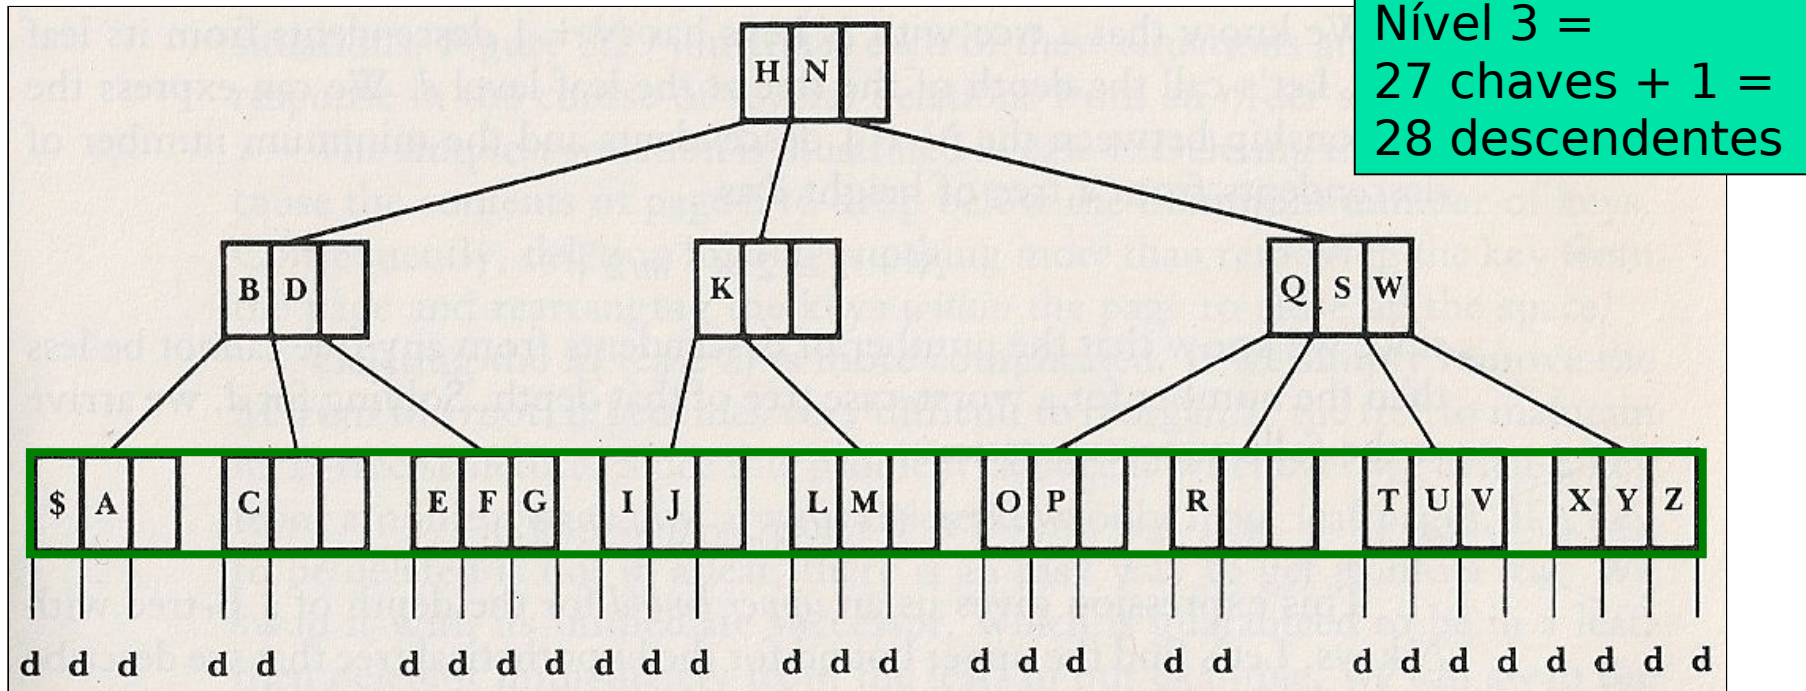 Nível 3 =
27 chaves + 1 =
28 descendentes
H N
B D
K
Q S W
$ A
C
E F G
I J
L M
O P
R
T U V
X Y Z
d d d d d d d d d d d d d d d d d d d d d d d d d d d d